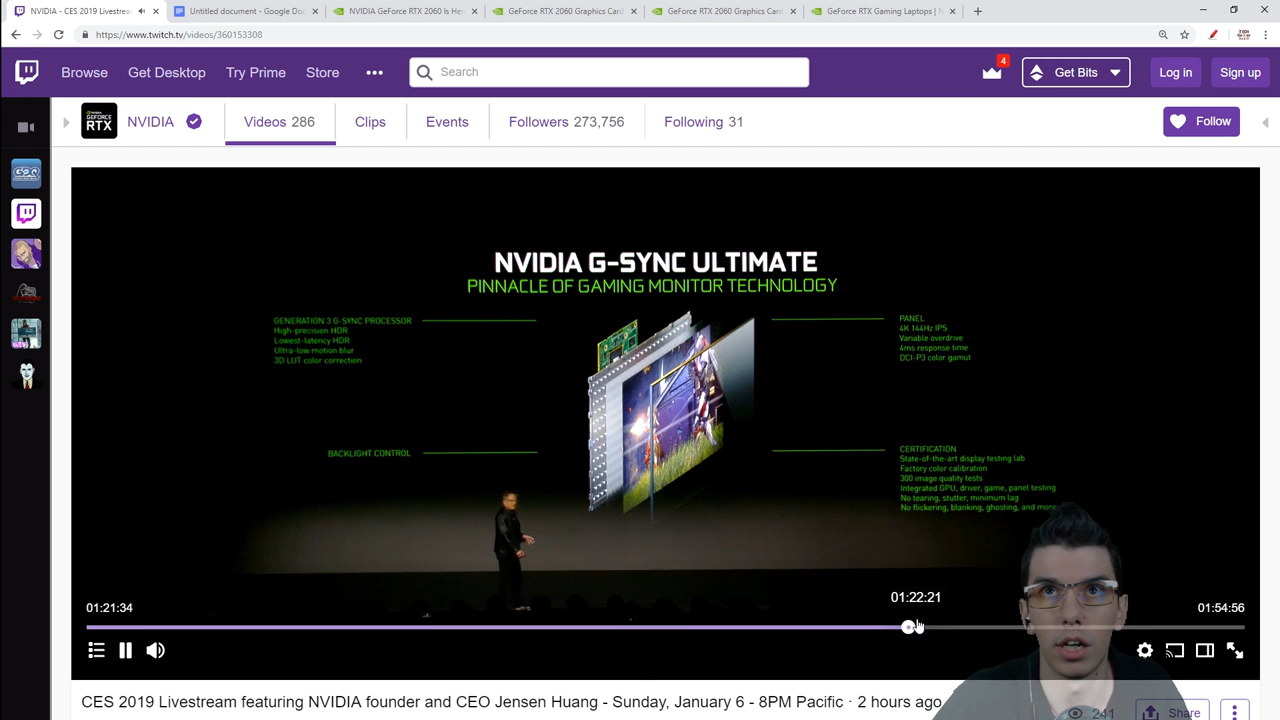 NVIDIA - CES 2019 Livestrea
Untitled document - Google Doc
NVIDIA GeForce RTX 2060 Is Her
GeForce RTX 2060 Graphics Card
GeForce RTX 2060 Graphics Card
GeForce RTX Gaming Laptops | N
https://www.twitch.tv/videos/360153308
Browse
Get Desktop
Try Prime
Store
Search
4
Get Bits
Log in
Sign up
GEFORCE
RTX
NVIDIA
Videos 286
Clips
Events
Followers 273,756
Following 31
Follow
NVIDIA G-SYNC ULTIMATE
PINNACLE OF GAMING MONITOR TECHNOLOGY
GENERATION 3 G-SYNC PROCESSOR
High-precision HDR
Lowest-latency HDR
Ultra-low motion blur
3D LUT color correction
PANEL
4K 144Hz IPS
Variable overdrive
4ms response time
DCI-P3 color gamut
BACKLIGHT CONTROL
CERTIFICATION
State-of-the-art display testing lab
Factory color calibration
300 image quality tests
Integrated GPU, driver, game, panel testing
No tearing, stutter, minimum lag
No flickering, blanking, ghosting, and more
01:22:21
01:21:34
01:54:56
CES 2019 Livestream featuring NVIDIA founder and CEO Jensen Huang - Sunday, January 6 - 8PM Pacific · 2 hours ago
241
Share